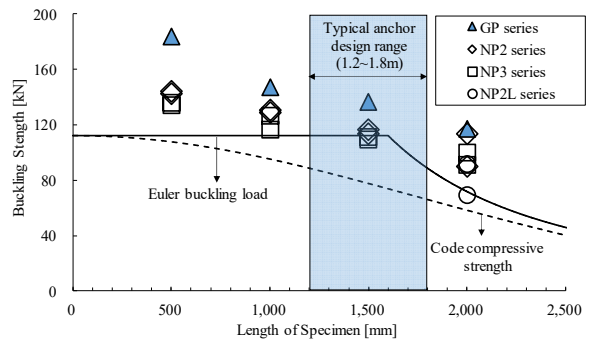 200
160
120
80
40
0
Buckling Stength [kN]
Typical anchor
design range
(1.2~1.8m)
GP series
NP2 series
NP3 series
NP2L series
Euler buckling load
Code compressive
strength
0
500
1,000
1,500
2,000
2,500
Length of Specimen [mm]